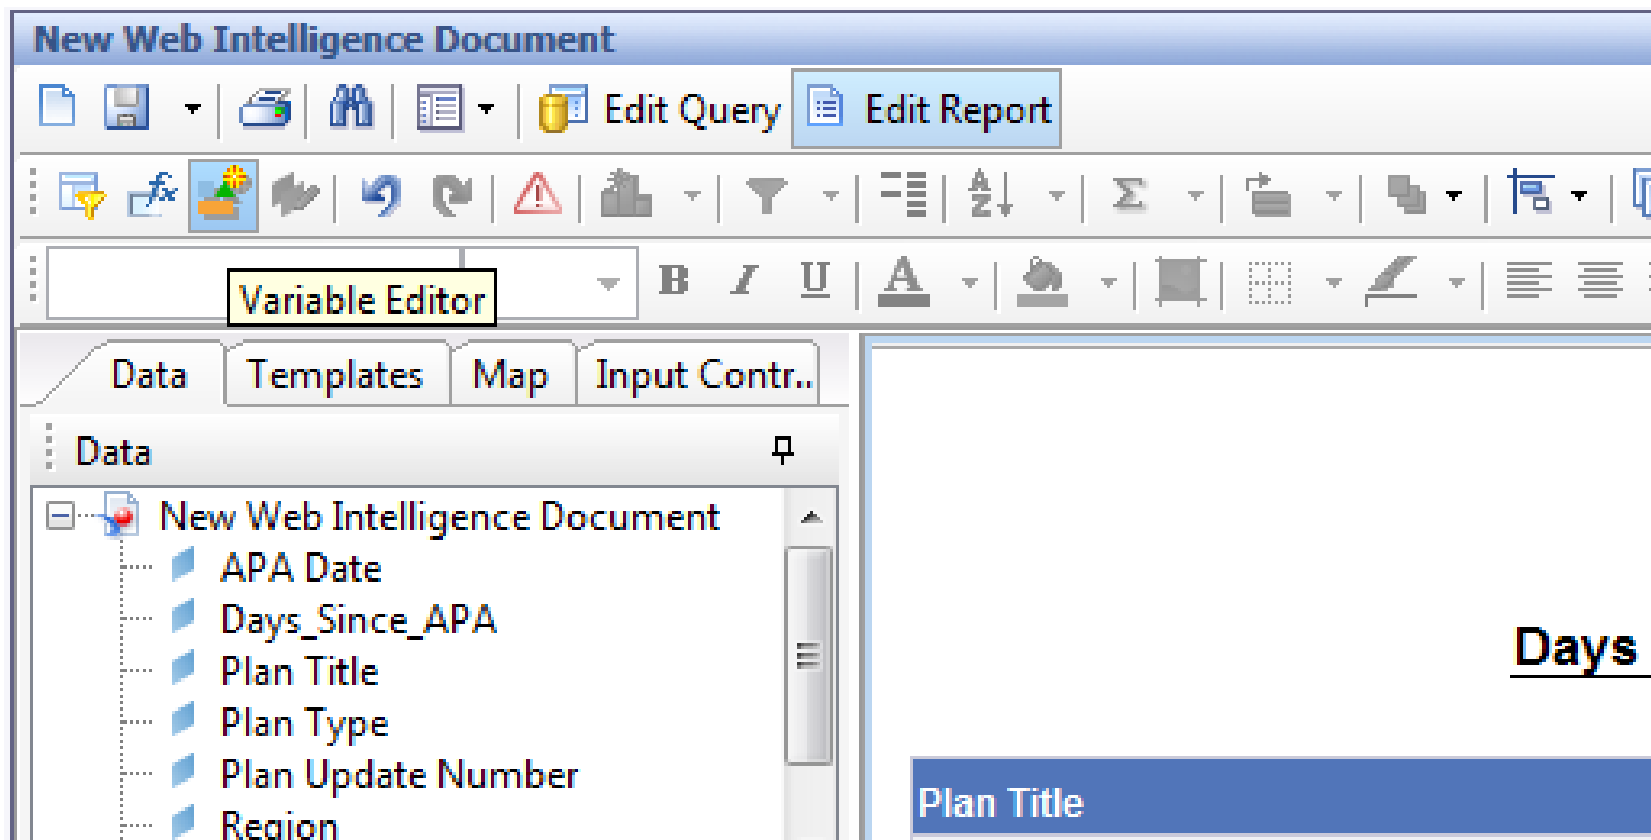 New Web Intelligence Document
Edit Query Edit Report
Variable Editor
Data Templates Map Input Contr..
Data
New Web Intelligence Document
APA Date
Days_Since_APA
Plan Title
Plan Type
Plan Update Number
Region
Days
Plan Title